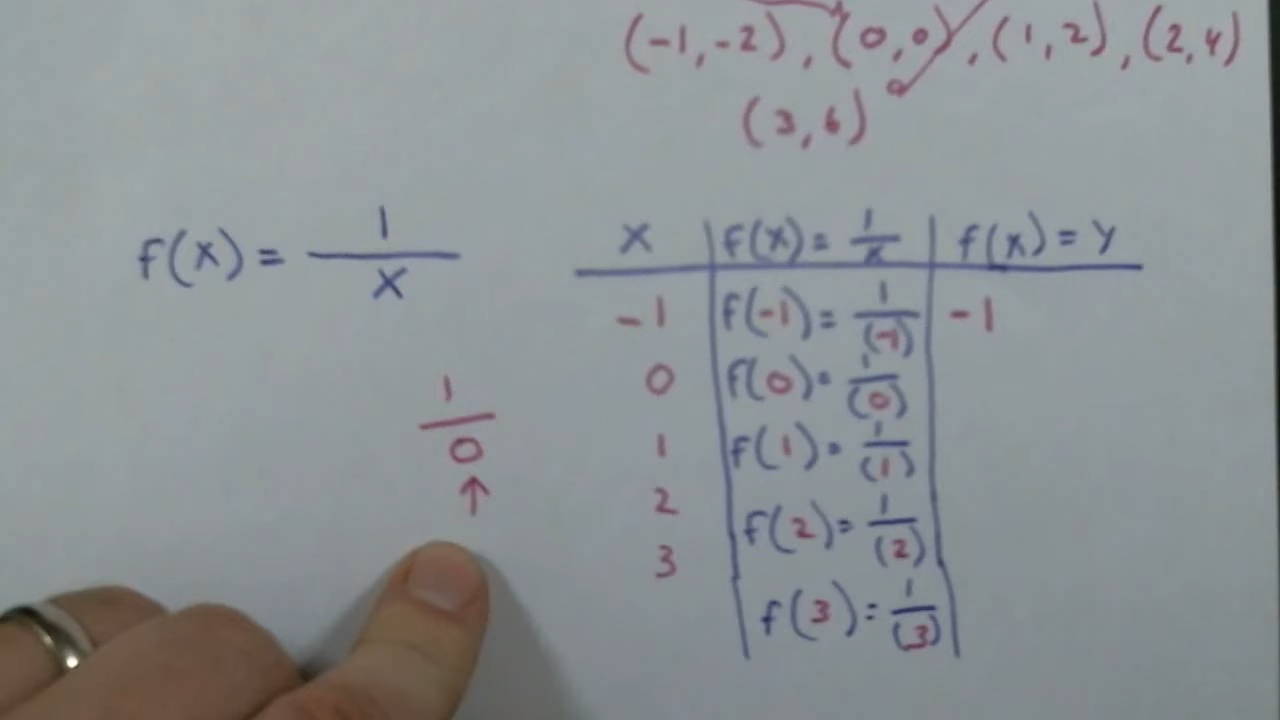 (-1,-2), (0,0), (1,2), (2,4)
(3,6)
f(x) = 1/x
x | f(x) = 1/x | f(x) = y
-1 | f(-1) = 1/(-1) | -1
0 | f(0) = 1/(0)
1 | f(1) = 1/(1)
2 | f(2) = 1/(2)
3 | f(3) = 1/(3)
1/0
↑